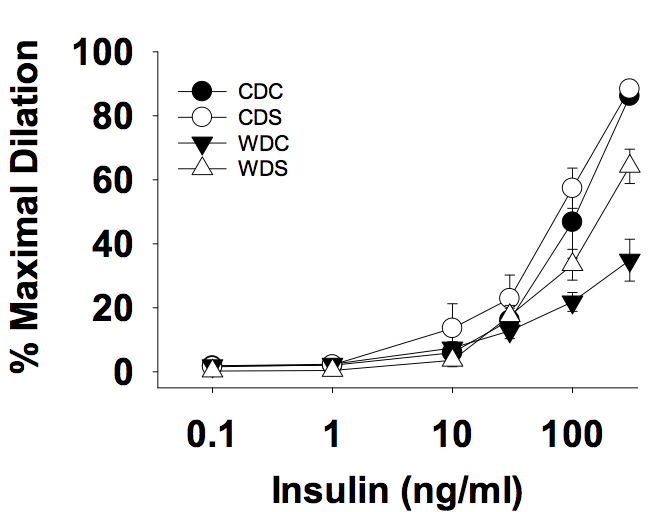 % Maximal Dilation
100
80
60
40
20
0
CDC
CDS
WDC
WDS
0.1 1 10 100
Insulin (ng/ml)